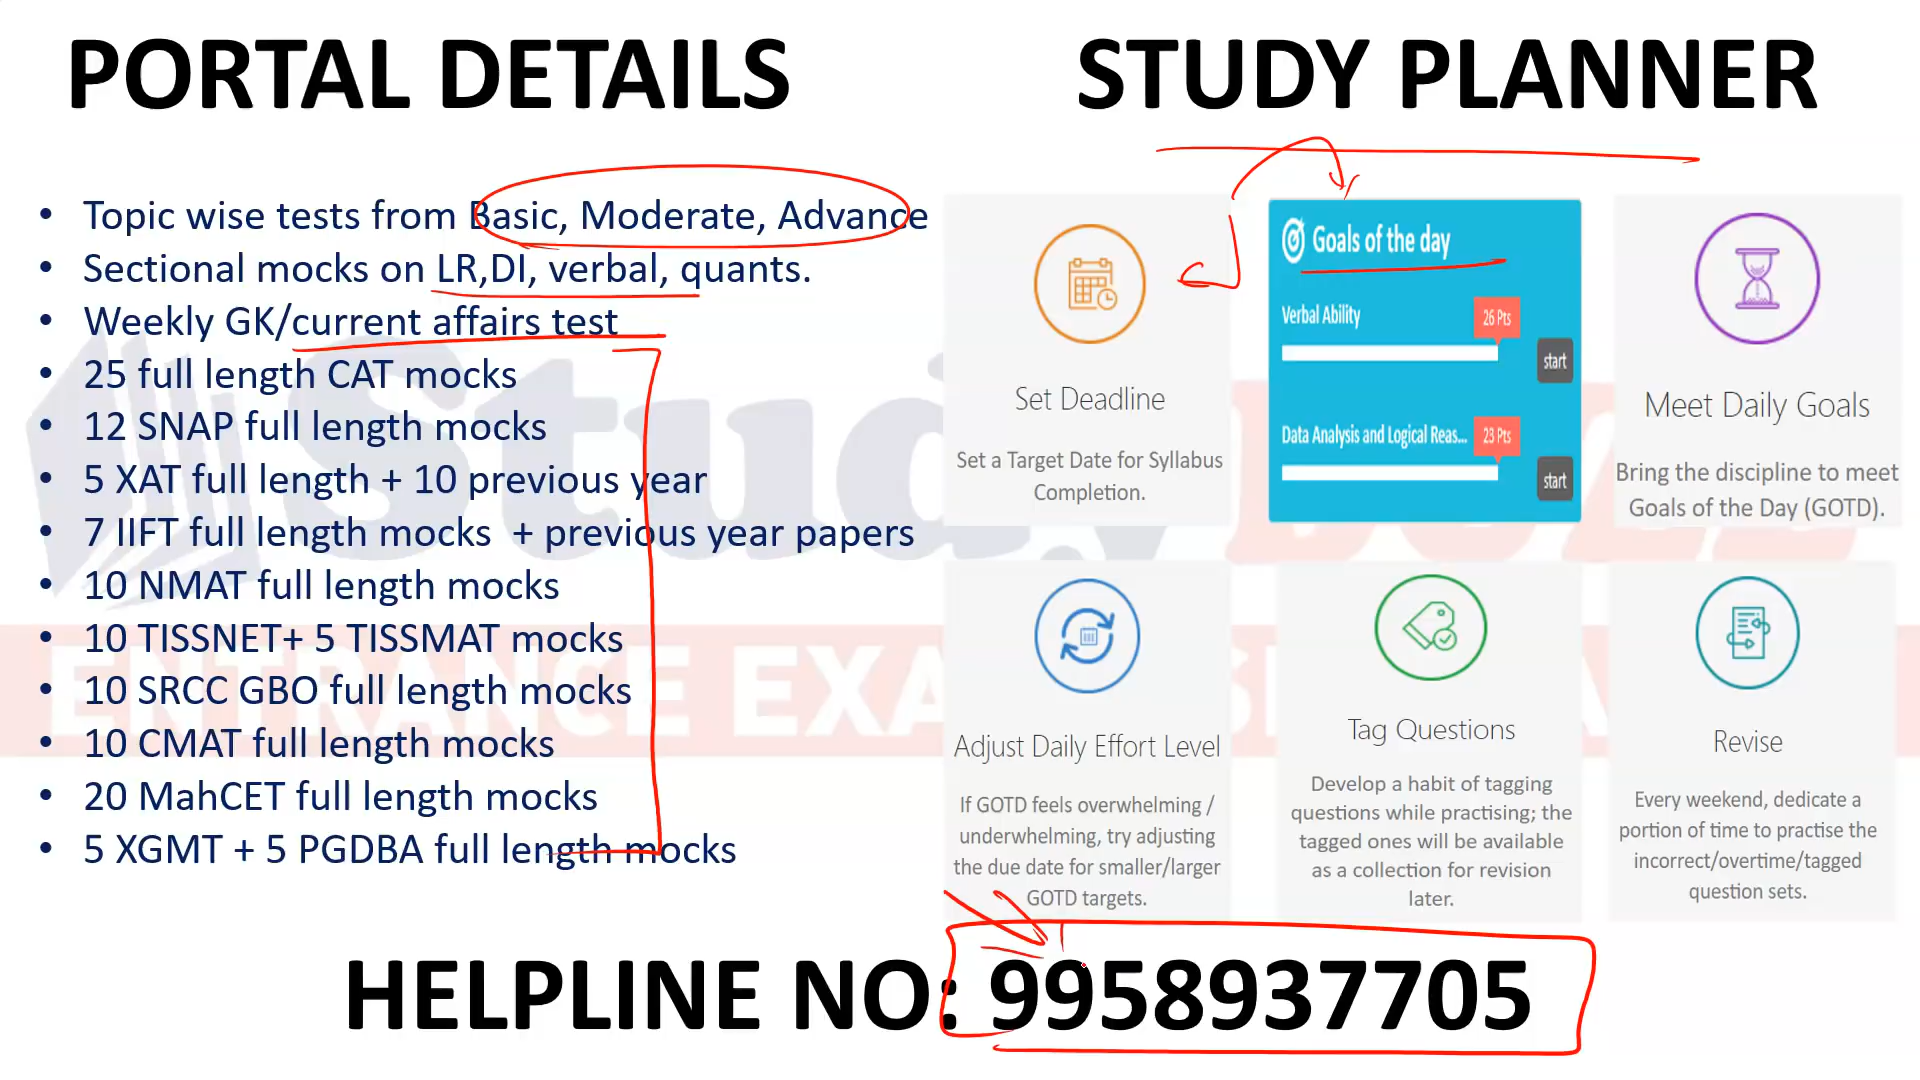 PORTAL DETAILS
• Topic wise tests from Basic, Moderate, Advance
• Sectional mocks on LR,DI, verbal, quants.
• Weekly GK/current affairs test
• 25 full length CAT mocks
• 12 SNAP full length mocks
• 5 XAT full length + 10 previous year
• 7 IIFT full length mocks + previous year papers
• 10 NMAT full length mocks
• 10 TISSNET+ 5 TISSMAT mocks
• 10 SRCC GBO full length mocks
• 10 CMAT full length mocks
• 20 MahCET full length mocks
• 5 XGMT + 5 PGDBA full length mocks
STUDY PLANNER
Set Deadline
Set a Target Date for Syllabus
Completion.
Goals of the day
Verbal Ability
26 Pts
start
Data Analysis and Logical Reas...
23 Pts
start
Meet Daily Goals
Bring the discipline to meet
Goals of the Day (GOTD).
Adjust Daily Effort Level
If GOTD feels overwhelming /
underwhelming, try adjusting
the due date for smaller/larger
GOTD targets.
Tag Questions
Develop a habit of tagging
questions while practising; the
tagged ones will be available
as a collection for revision
later.
Revise
Every weekend, dedicate a
portion of time to practise the
incorrect/overtime/tagged
question sets.
HELPLINE NO: 9958937705
Study
ENTRANCE EXA